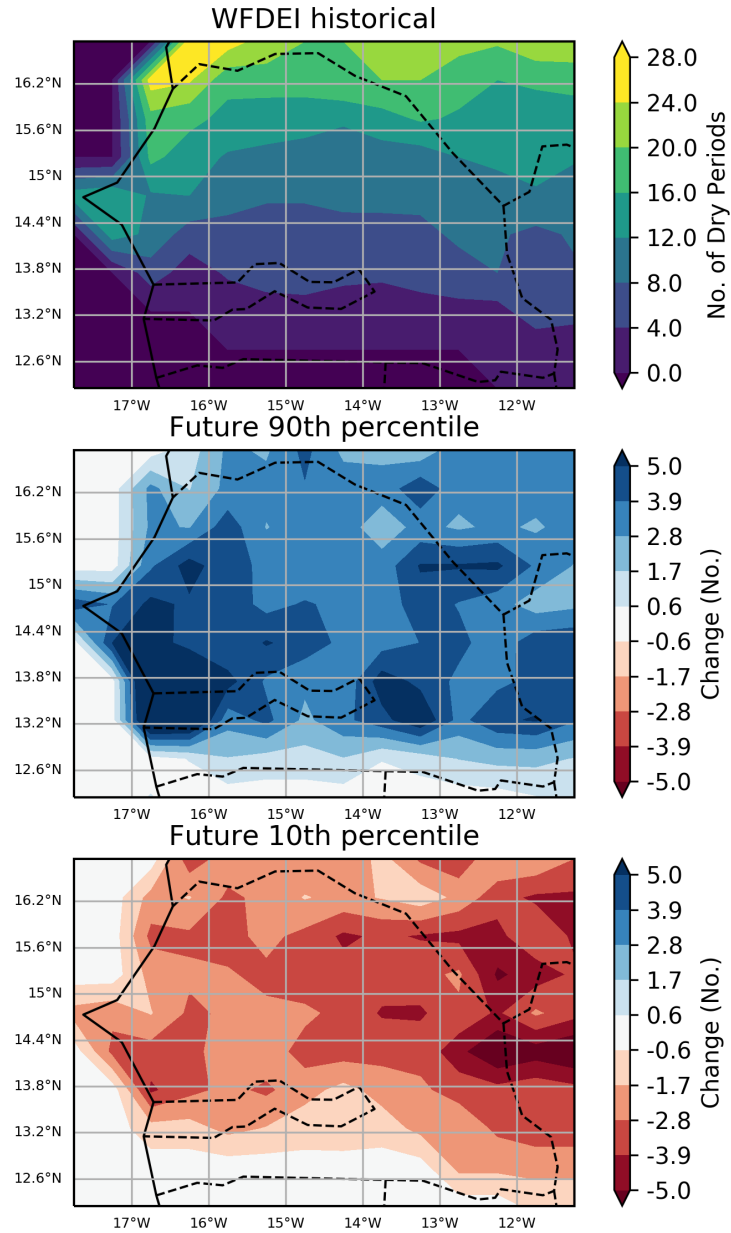 WFDEI historical
16.2°N
15.6°N
15°N
14.4°N
13.8°N
13.2°N
12.6°N
17°W
16°W
15°W
14°W
13°W
12°W
28.0
24.0
20.0
16.0
12.0
8.0
4.0
0.0
No. of Dry Periods
Future 90th percentile
16.2°N
15.6°N
15°N
14.4°N
13.8°N
13.2°N
12.6°N
17°W
16°W
15°W
14°W
13°W
12°W
5.0
3.9
2.8
1.7
0.6
-0.6
-1.7
-2.8
-3.9
-5.0
Change (No.)
Future 10th percentile
16.2°N
15.6°N
15°N
14.4°N
13.8°N
13.2°N
12.6°N
17°W
16°W
15°W
14°W
13°W
12°W
5.0
3.9
2.8
1.7
0.6
-0.6
-1.7
-2.8
-3.9
-5.0
Change (No.)